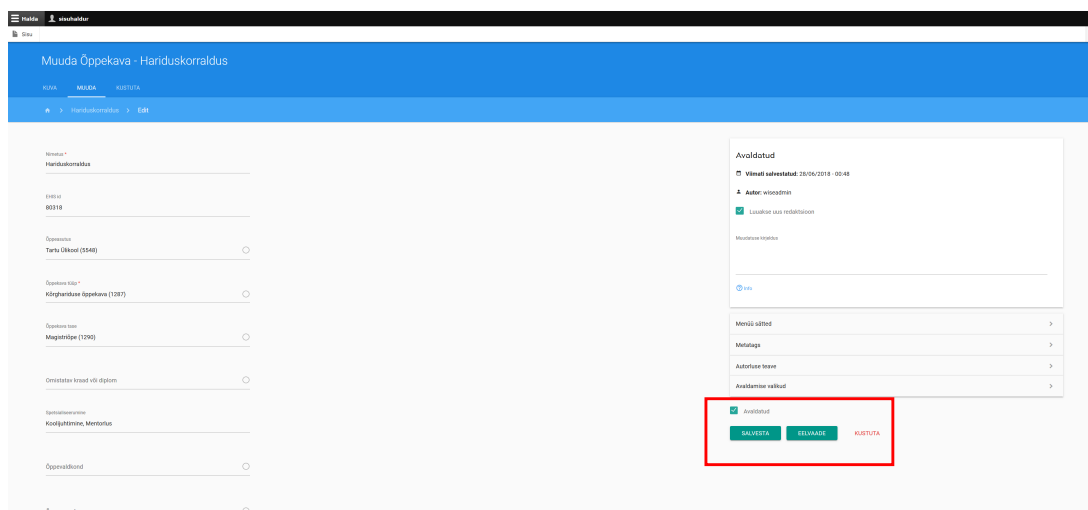 Halda sisuhaldur
Sisu
Muuda Õppekava - Hariduskorraldus
KUVA MUUDA KUSTUTA
Hariduskorraldus > Edit
Nimetus *
Hariduskorraldus
EHIS Id
80318
Õppeasutus
Tartu Ülikool (5548)
Õppekava tüüp *
Kõrghariduse õppekava (1287)
Õppekava tase
Magistriõpe (1290)
Omistatav kraad või diplom
Spetsialiseerumine
Koolijuhtimine, Mentorlus
Õppevaldkond
Avaldatud
Viimati salvestatud: 28/06/2018 - 00:48
Autor: wiseadmin
Luuakse uus redaktsioon
Muudatuse kirjeldus
Info
Menüü sätted
Metatags
Autorluse teave
Avaldamise valikud
Avaldatud
SALVESTA EELVAADE KUSTUTA